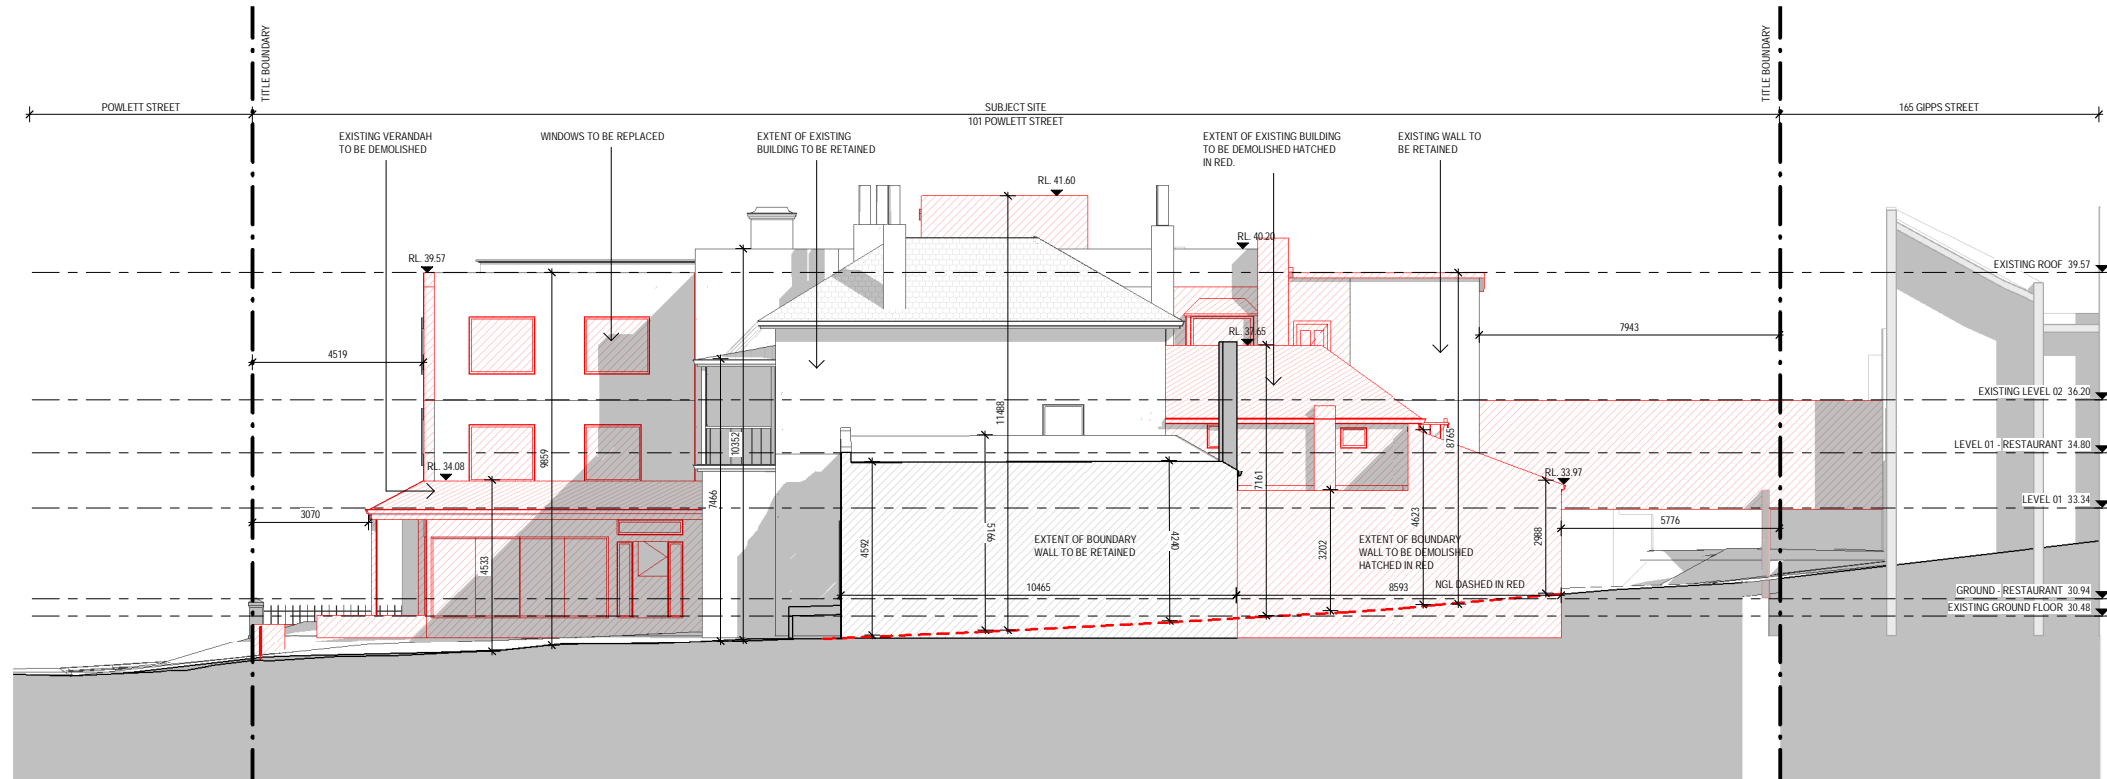 TITLE BOUNDARY
TITLE BOUNDARY
POWLETT STREET
SUBJECT SITE
101 POWLETT STREET
165 GIPPS STREET
EXISTING VERANDAH
TO BE DEMOLISHED
WINDOWS TO BE REPLACED
EXTENT OF EXISTING
BUILDING TO BE RETAINED
EXTENT OF EXISTING BUILDING
TO BE DEMOLISHED HATCHED
IN RED.
EXISTING WALL TO
BE RETAINED
RL. 41.60
RL. 40.20
RL. 39.57
EXISTING ROOF 39.57
RL. 37.65
7943
4519
EXISTING LEVEL 02 36.20
11488
10352
8765
LEVEL 01 - RESTAURANT 34.80
9859
RL. 34.08
RL. 33.97
7466
7161
LEVEL 01 33.34
3070
5776
4623
5166
4240
4592
4533
3202
2988
EXTENT OF BOUNDARY
WALL TO BE RETAINED
EXTENT OF BOUNDARY
WALL TO BE DEMOLISHED
HATCHED IN RED
NGL DASHED IN RED
10465
8593
GROUND - RESTAURANT 30.94
EXISTING GROUND FLOOR 30.48